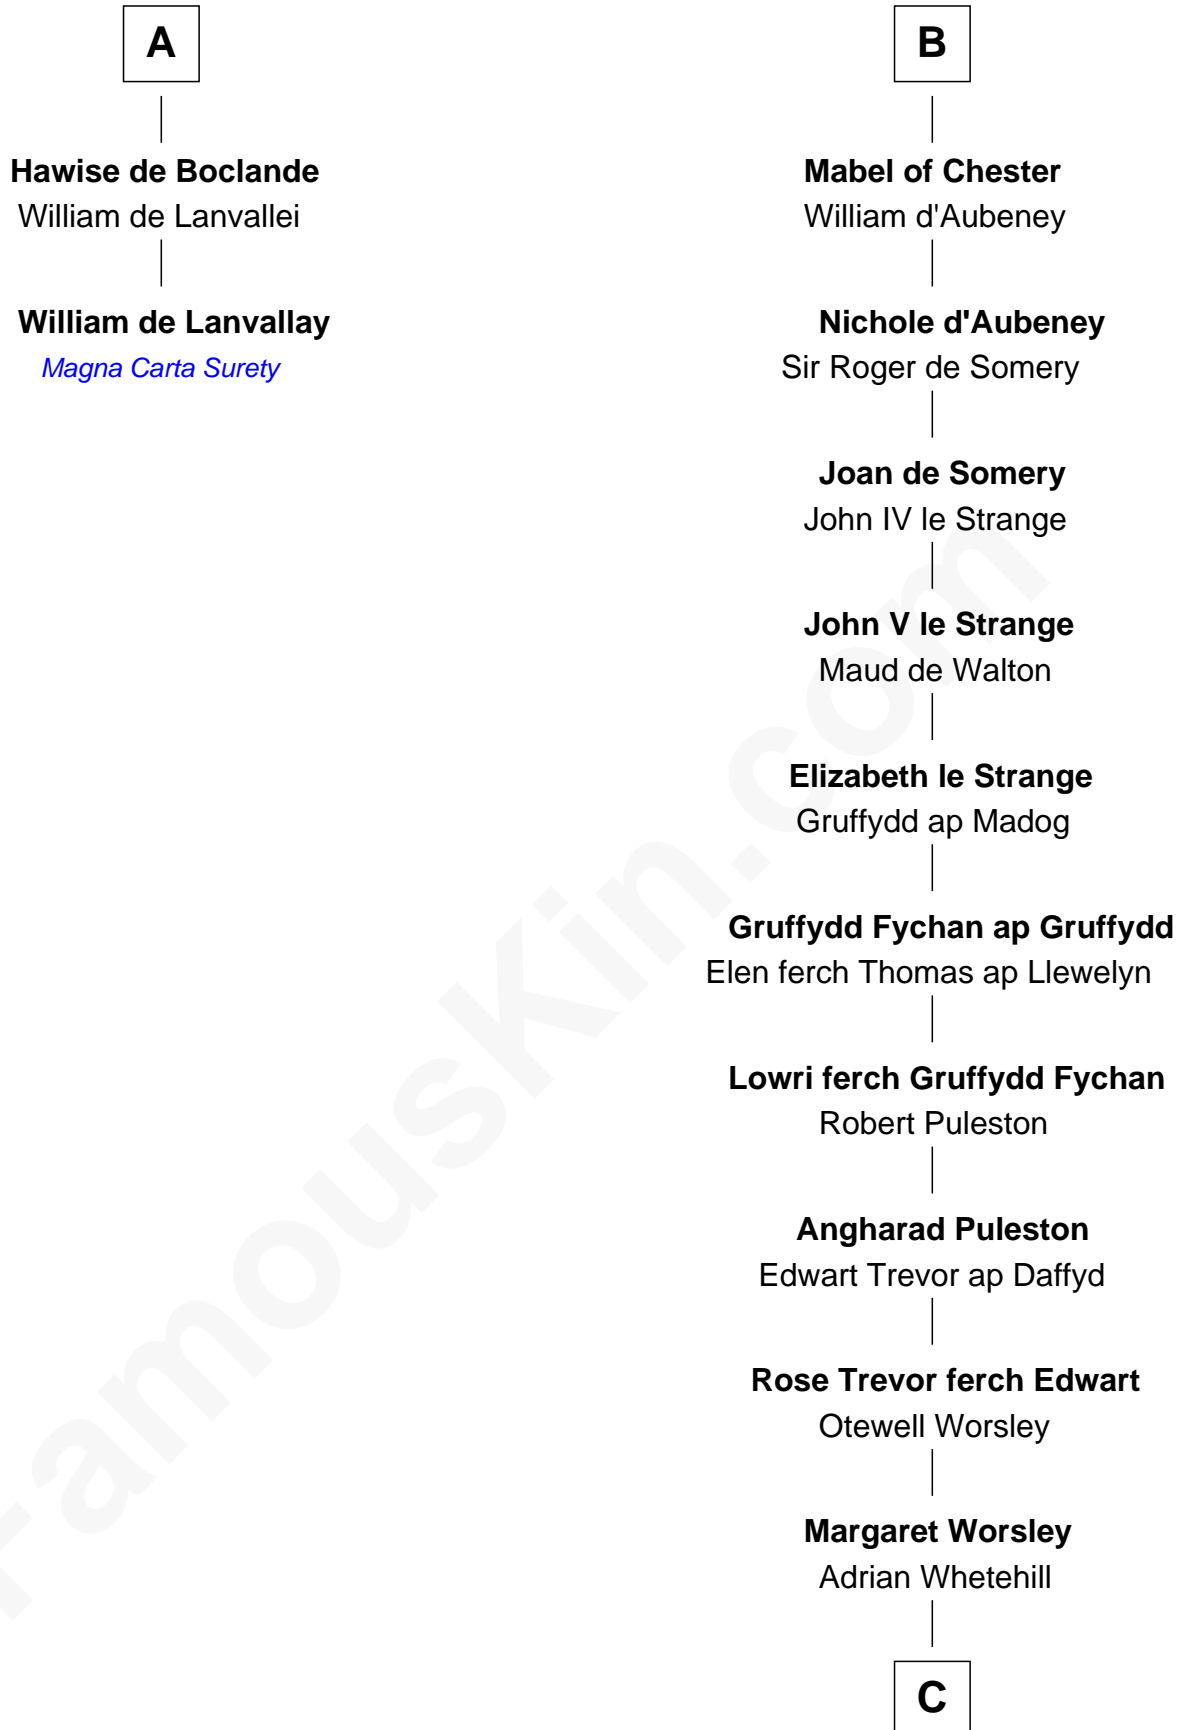 A
Hawise de Boclande
William de Lanvallei
William de Lanvallay
Magna Carta Surety
B
Mabel of Chester
William d'Aubeney
Nichole d'Aubeney
Sir Roger de Somery
Joan de Somery
John IV le Strange
John V le Strange
Maud de Walton
Elizabeth le Strange
Gruffydd ap Madog
Gruffydd Fychan ap Gruffydd
Elen ferch Thomas ap Llewelyn
Lowri ferch Gruffydd Fychan
Robert Puleston
Angharad Puleston
Edwart Trevor ap Daffyd
Rose Trevor ferch Edwart
Otewell Worsley
Margaret Worsley
Adrian Whetehill
C
FamousKin.com